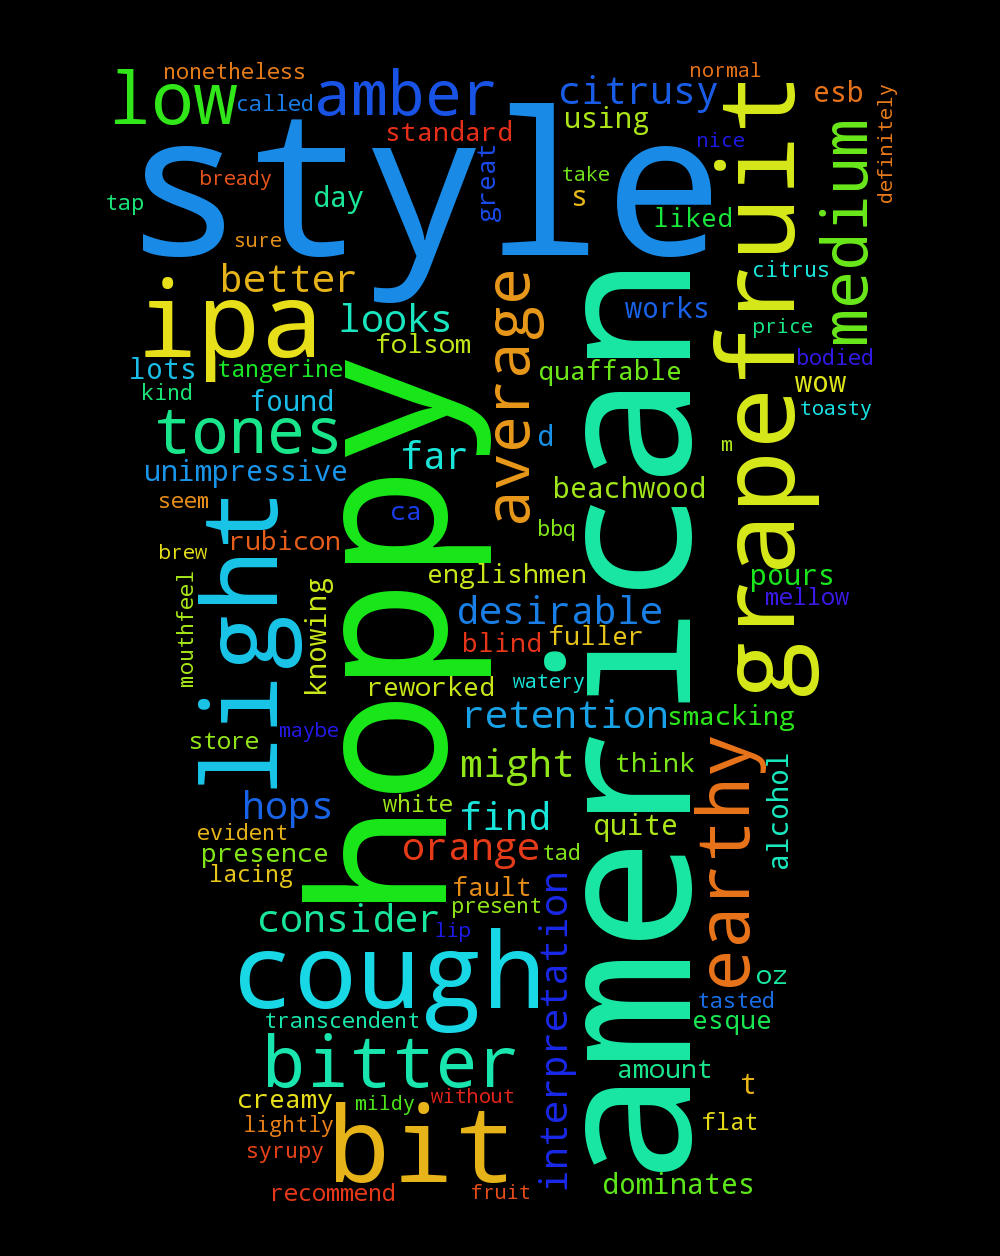 nonetheless
normal
low
called
amber
citrusy
esb
using
standard
nice
definitely
style
great
take
bready
day
s
tap
liked
sure
grapefruit
medium
better
citrus
ipa
looks
average
american
works
price
folsom
bodied
lots
tangerine
quaffable
wow
kind
found
hoppy
toasty
tones
far
d
m
unimpressive
beachwood
seem
light
ca
bbq
rubicon
brew
englishmen
pours
mouthfeel
knowing
desirable
mellow
blind
fuller
reworked
watery
retention
smacking
store
maybe
might
think
earthy
alcohol
hops
white
find
quite
evident
presence
orange
tad
lacing
fault
present
interpretation
consider
lip
cough
oz
tasted
transcendent
esque
bitter
amount
t
creamy
mildy
without
lightly
bit
flat
syrupy
recommend
fruit
dominates